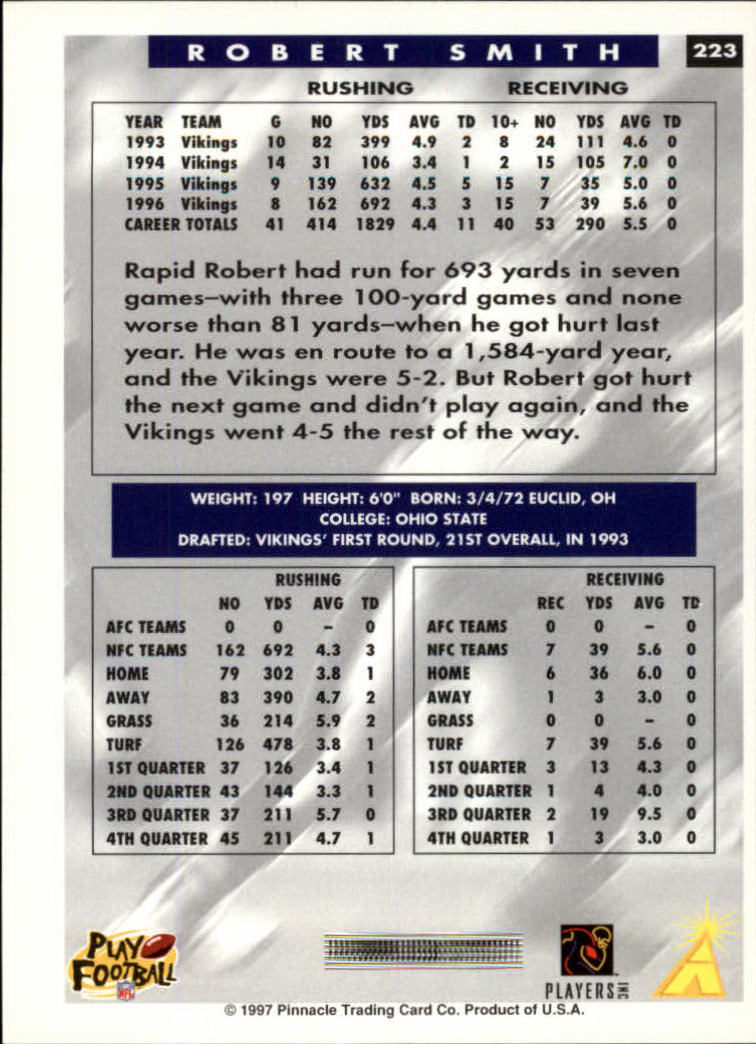 ROBERT SMITH 223
RUSHING RECEIVING
YEAR TEAM G NO YDS AVG TD 10+ NO YDS AVG TD
1993 Vikings 10 82 399 4.9 2 8 24 111 4.6 0
1994 Vikings 14 31 106 3.4 1 2 15 105 7.0 0
1995 Vikings 9 139 632 4.5 5 15 7 35 5.0 0
1996 Vikings 8 162 692 4.3 3 15 7 39 5.6 0
CAREER TOTALS 41 414 1829 4.4 11 40 53 290 5.5 0
Rapid Robert had run for 693 yards in seven
games—with three 100-yard games and none
worse than 81 yards—when he got hurt last
year. He was en route to a 1,584-yard year,
and the Vikings were 5-2. But Robert got hurt
the next game and didn't play again, and the
Vikings went 4-5 the rest of the way.
WEIGHT: 197 HEIGHT: 6'0" BORN: 3/4/72 EUCLID, OH
COLLEGE: OHIO STATE
DRAFTED: VIKINGS' FIRST ROUND, 21ST OVERALL, IN 1993
RUSHING
NO YDS AVG TD
AFC TEAMS 0 0 – 0
NFC TEAMS 162 692 4.3 3
HOME 79 302 3.8 1
AWAY 83 390 4.7 2
GRASS 36 214 5.9 2
TURF 126 478 3.8 1
1ST QUARTER 37 126 3.4 1
2ND QUARTER 43 144 3.3 1
3RD QUARTER 37 211 5.7 0
4TH QUARTER 45 211 4.7 1
RECEIVING
REC YDS AVG TD
AFC TEAMS 0 0 – 0
NFC TEAMS 7 39 5.6 0
HOME 6 36 6.0 0
AWAY 1 3 3.0 0
GRASS 0 0 – 0
TURF 7 39 5.6 0
1ST QUARTER 3 13 4.3 0
2ND QUARTER 1 4 4.0 0
3RD QUARTER 2 19 9.5 0
4TH QUARTER 1 3 3.0 0
PLAY
FOOTBALL
NFL
PLAYERS INC
© 1997 Pinnacle Trading Card Co. Product of U.S.A.